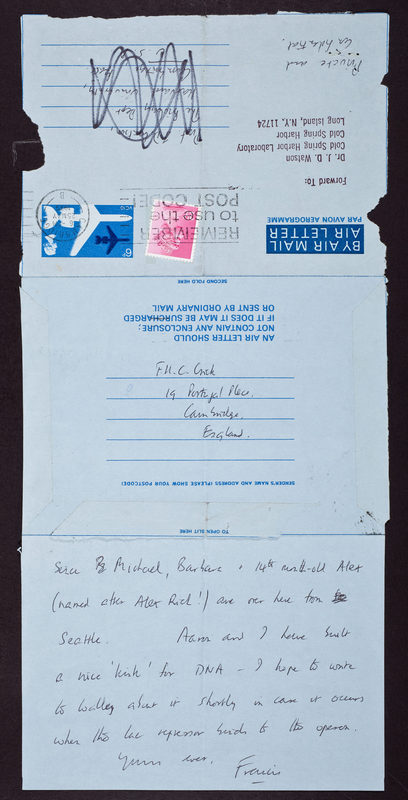 BY AIR MAIL
AIR LETTER
PAR AVION AEROGRAMME
REMEMBER
to use the
POST CODE!
Forward To:
Dr. J. D. Watson
Cold Spring Harbor Laboratory
Cold Spring Harbor
Long Island, N.Y. 11724
Private and
Confidential.
The Biology Dept
Harvard University,
SECOND FOLD HERE
AN AIR LETTER SHOULD
NOT CONTAIN ANY ENCLOSURE;
IF IT DOES IT MAY BE SURCHARGED
OR SENT BY ORDINARY MAIL
F.H.C. Crick
19 Portugal Place,
Cambridge,
England.
SENDER'S NAME AND ADDRESS (PLEASE SHOW YOUR POSTCODE)
TO OPEN SLIT HERE
Michael, Barbara + 14th month-old Alex
(named after Alex Rich!) are over here from
Seattle. Aaron and I have built
a nice 'kink' for DNA – I hope to write
to Wally about it shortly in case it occurs
when the lac repressor binds to the operon.
Yours ever,
Francis